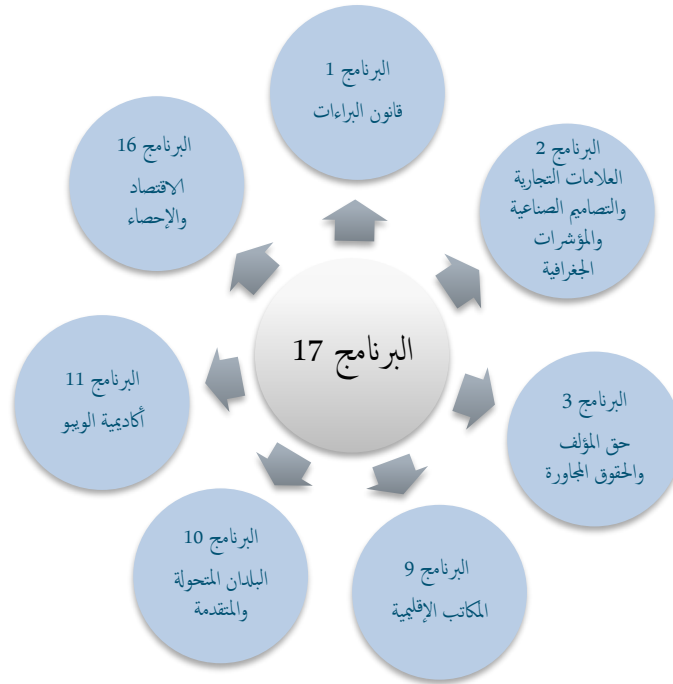 البرنامج 1
قانون البراءات
البرنامج 2
العلامات التجارية
والتصاميم الصناعية
والمؤشرات
الجغرافية
البرنامج 3
حق المؤلف
والحقوق المجاورة
البرنامج 9
المكاتب الإقليمية
البرنامج 10
البلدان المتحولة
والمتقدمة
البرنامج 11
أكاديمية الويبو
البرنامج 16
الاقتصاد
والإحصاء
البرنامج 17